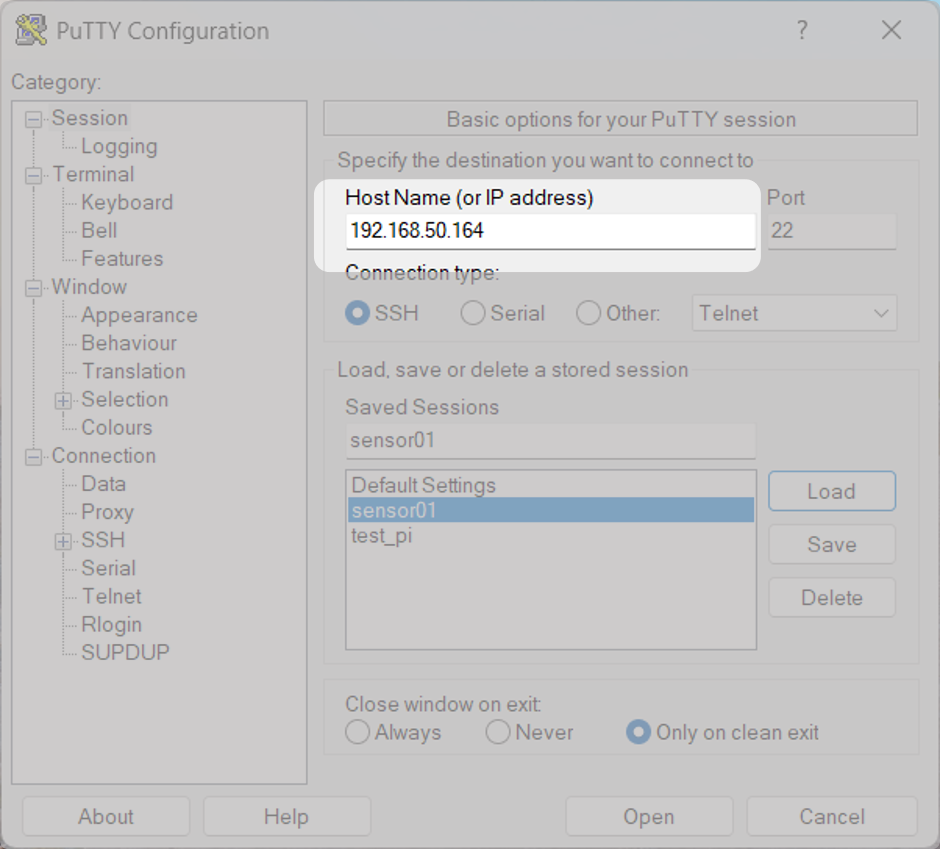 PuTTY Configuration
?
Category:
Session
Logging
Terminal
Keyboard
Bell
Features
Window
Appearance
Behaviour
Translation
Selection
Colours
Connection
Data
Proxy
SSH
Serial
Telnet
Rlogin
SUPDUP
Basic options for your PuTTY session
Specify the destination you want to connect to
Host Name (or IP address) Port
192.168.50.164 22
Connection type:
SSH Serial Other: Telnet
Load, save or delete a stored session
Saved Sessions
sensor01
Default Settings
sensor01
test_pi
Load
Save
Delete
Close window on exit:
Always Never Only on clean exit
About Help Open Cancel